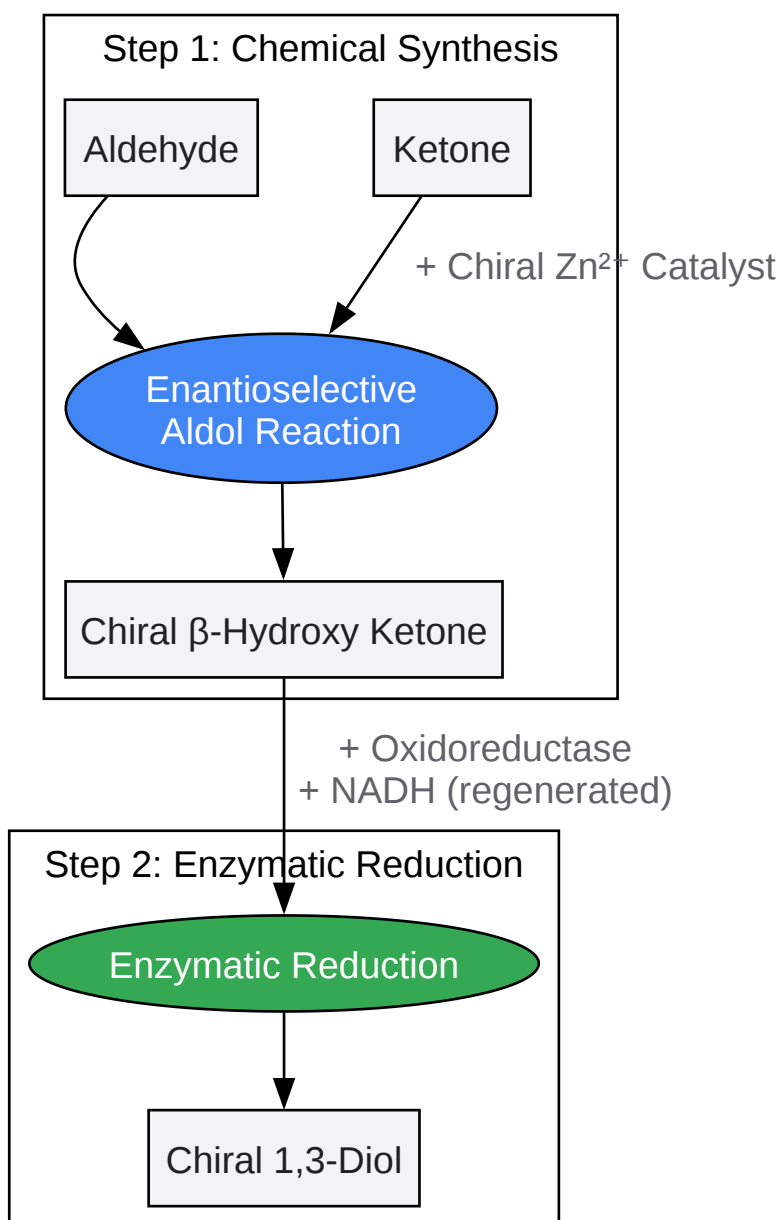 Step 1: Chemical Synthesis
Aldehyde
Ketone
+ Chiral Zn²⁺ Catalyst
Enantioselective
Aldol Reaction
Chiral β-Hydroxy Ketone
+ Oxidoreductase
+ NADH (regenerated)
Step 2: Enzymatic Reduction
Enzymatic Reduction
Chiral 1,3-Diol